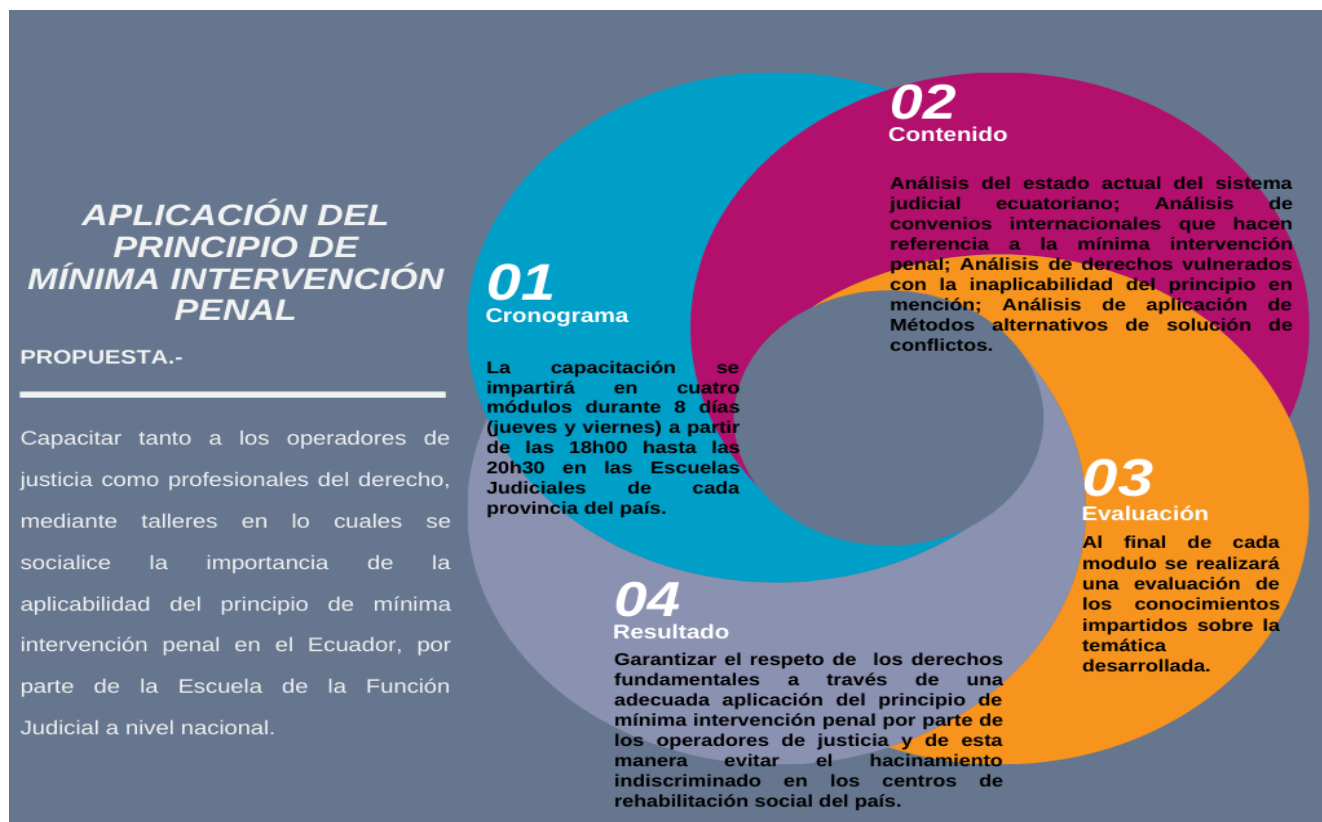 APLICACIÓN DEL
PRINCIPIO DE
MÍNIMA INTERVENCIÓN
PENAL
PROPUESTA.-
Capacitar tanto a los operadores de
justicia como profesionales del derecho,
mediante talleres en lo cuales se
socialice la importancia de la
aplicabilidad del principio de mínima
intervención penal en el Ecuador, por
parte de la Escuela de la Función
Judicial a nivel nacional.
01
Cronograma
La capacitación se
impartirá en cuatro
módulos durante 8 días
(jueves y viernes) a partir
de las 18h00 hasta las
20h30 en las Escuelas
Judiciales de cada
provincia del país.
02
Contenido
Análisis del estado actual del sistema
judicial ecuatoriano; Análisis de
convenios internacionales que hacen
referencia a la mínima intervención
penal; Análisis de derechos vulnerados
con la inaplicabilidad del principio en
mención; Análisis de aplicación de
Métodos alternativos de solución de
conflictos.
03
Evaluación
Al final de cada
modulo se realizará
una evaluación de
los conocimientos
impartidos sobre la
temática
desarrollada.
04
Resultado
Garantizar el respeto de los derechos
fundamentales a través de una
adecuada aplicación del principio de
mínima intervención penal por parte de
los operadores de justicia y de esta
manera evitar el hacinamiento
indiscriminado en los centros de
rehabilitación social del país.